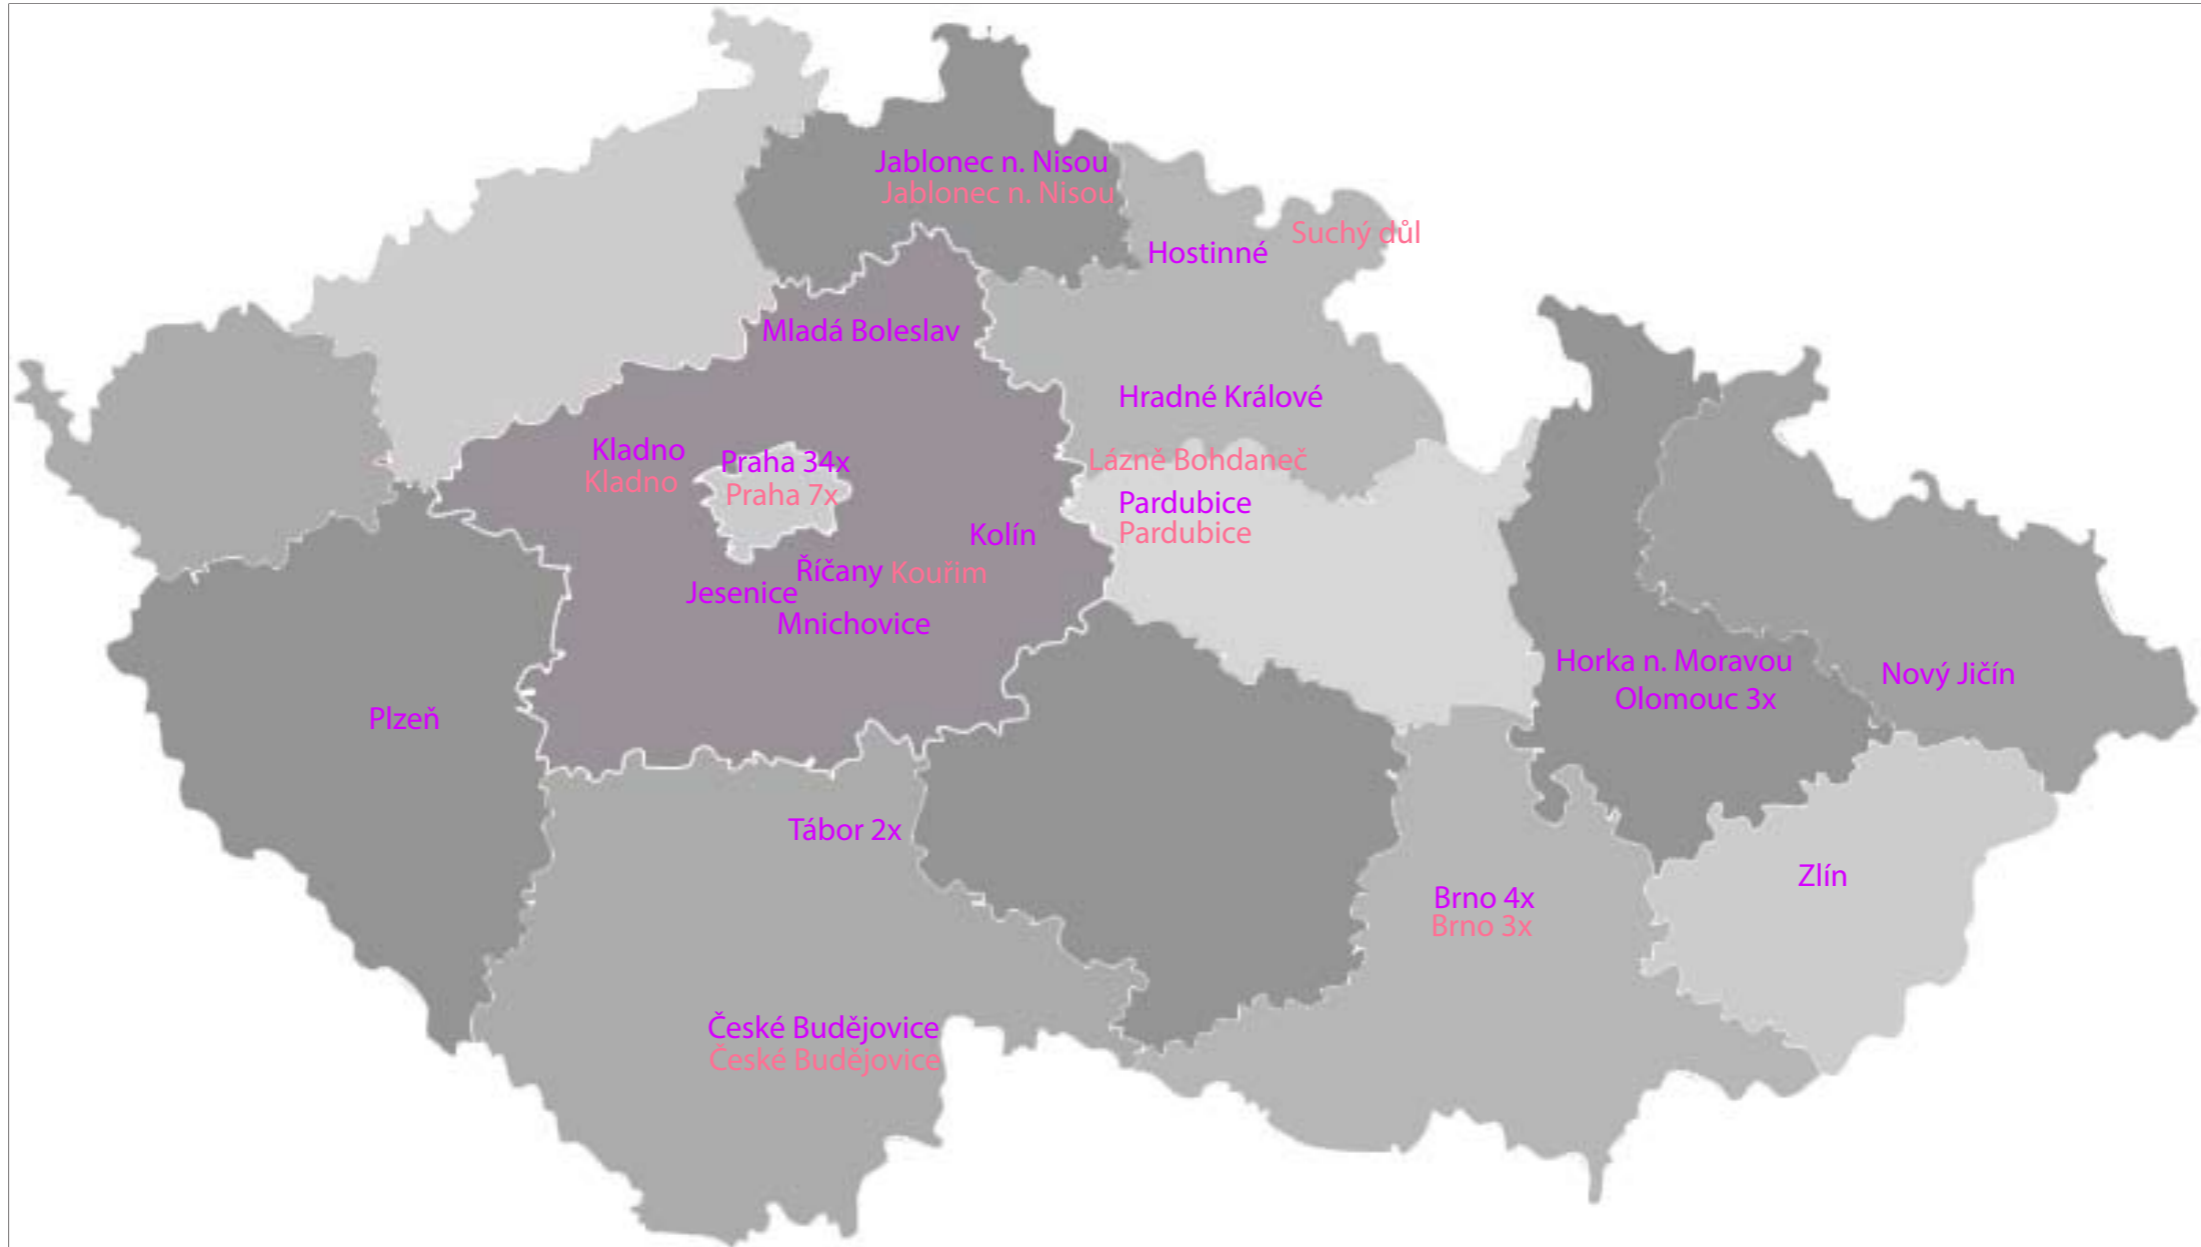 Jablonec n. Nisou
Jablonec n. Nisou
Suchý důl
Hostinné
Mladá Boleslav
Hradné Králové
Kladno
Kladno
Praha 34x
Praha 7x
Lázně Bohdaneč
Pardubice
Pardubice
Kolín
Říčany
Kouřim
Jesenice
Mnichovice
Horka n. Moravou
Olomouc 3x
Nový Jičín
Plzeň
Tábor 2x
Zlín
Brno 4x
Brno 3x
České Budějovice
České Budějovice